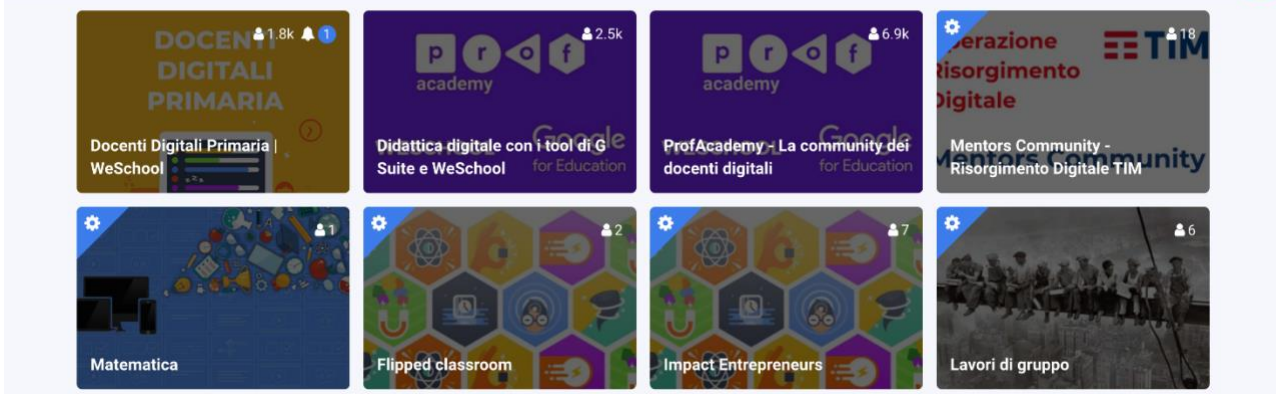 DOCENTI
1.8k 1
DIGITALI
PRIMARIA
Docenti Digitali Primaria |
WeSchool
2.5k
prof
academy
Google
for Education
Didattica digitale con i tool di G
Suite e WeSchool
6.9k
prof
academy
Google
for Education
ProfAcademy - La community dei
docenti digitali
18
Operazione
Risorgimento
Digitale
TIM
Mentors Community
Mentors Community -
Risorgimento Digitale TIM
1
Matematica
2
Flipped classroom
7
Impact Entrepreneurs
6
Lavori di gruppo